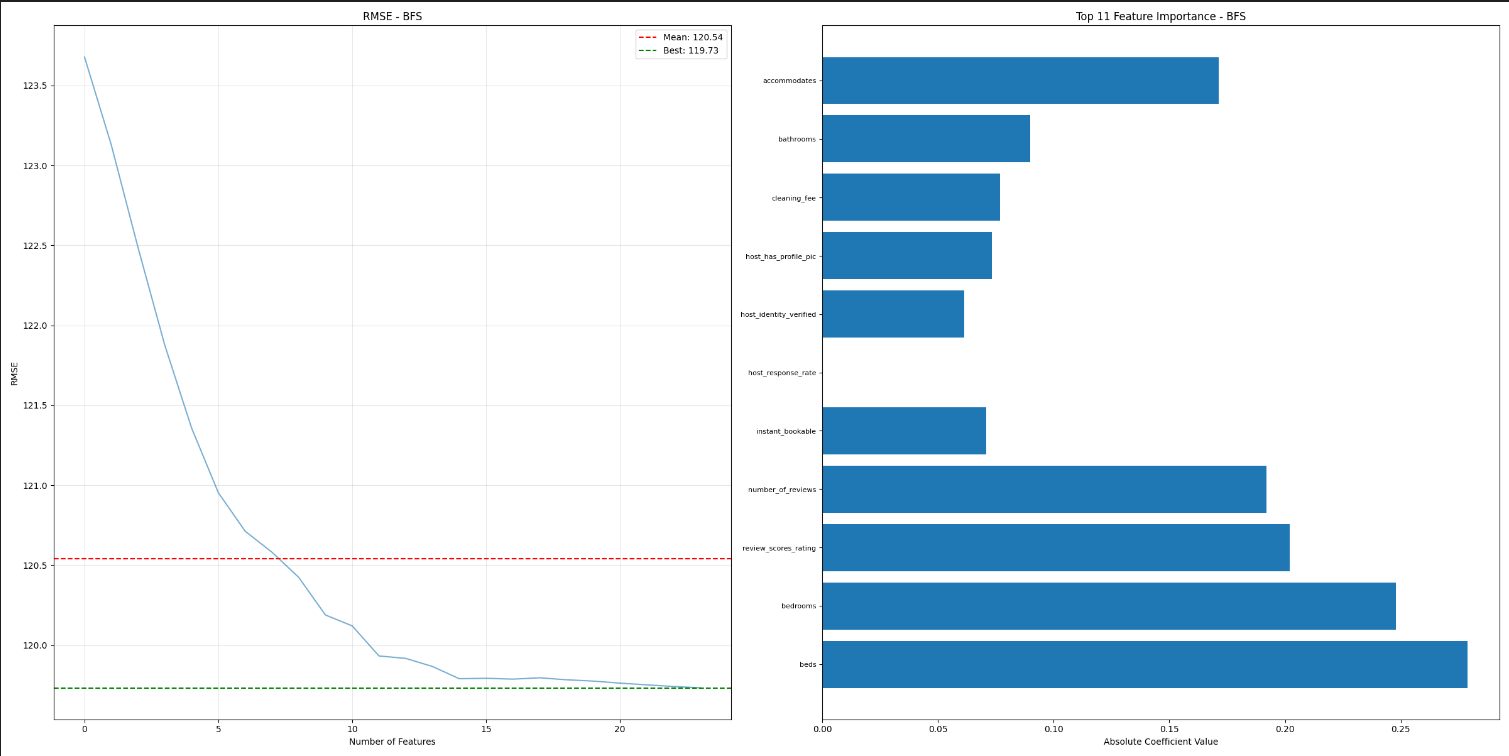 RMSE - BFS
Mean: 120.54
Best: 119.73
123.5
123.0
122.5
122.0
121.5
121.0
120.5
120.0
RMSE
0
5
10
15
20
Number of Features
Top 11 Feature Importance - BFS
accommodates
bathrooms
cleaning_fee
host_has_profile_pic
host_identity_verified
host_response_rate
instant_bookable
number_of_reviews
review_scores_rating
bedrooms
beds
0.00
0.05
0.10
0.15
0.20
0.25
Absolute Coefficient Value